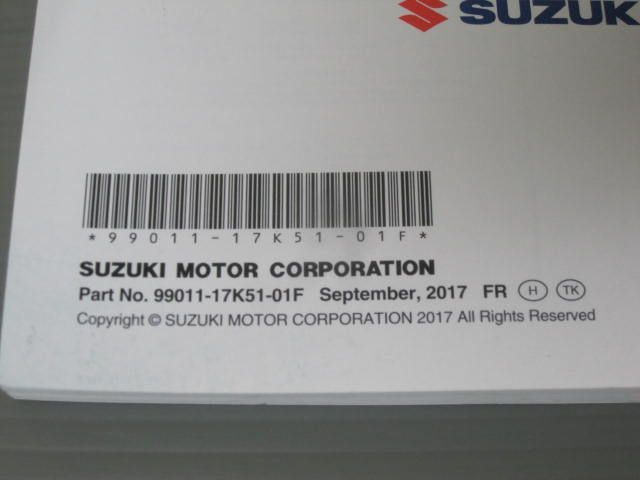 SUZUK
*99011-17K51-01F*
SUZUKI MOTOR CORPORATION
Part No. 99011-17K51-01F September, 2017 FR H TK
Copyright © SUZUKI MOTOR CORPORATION 2017 All Rights Reserved